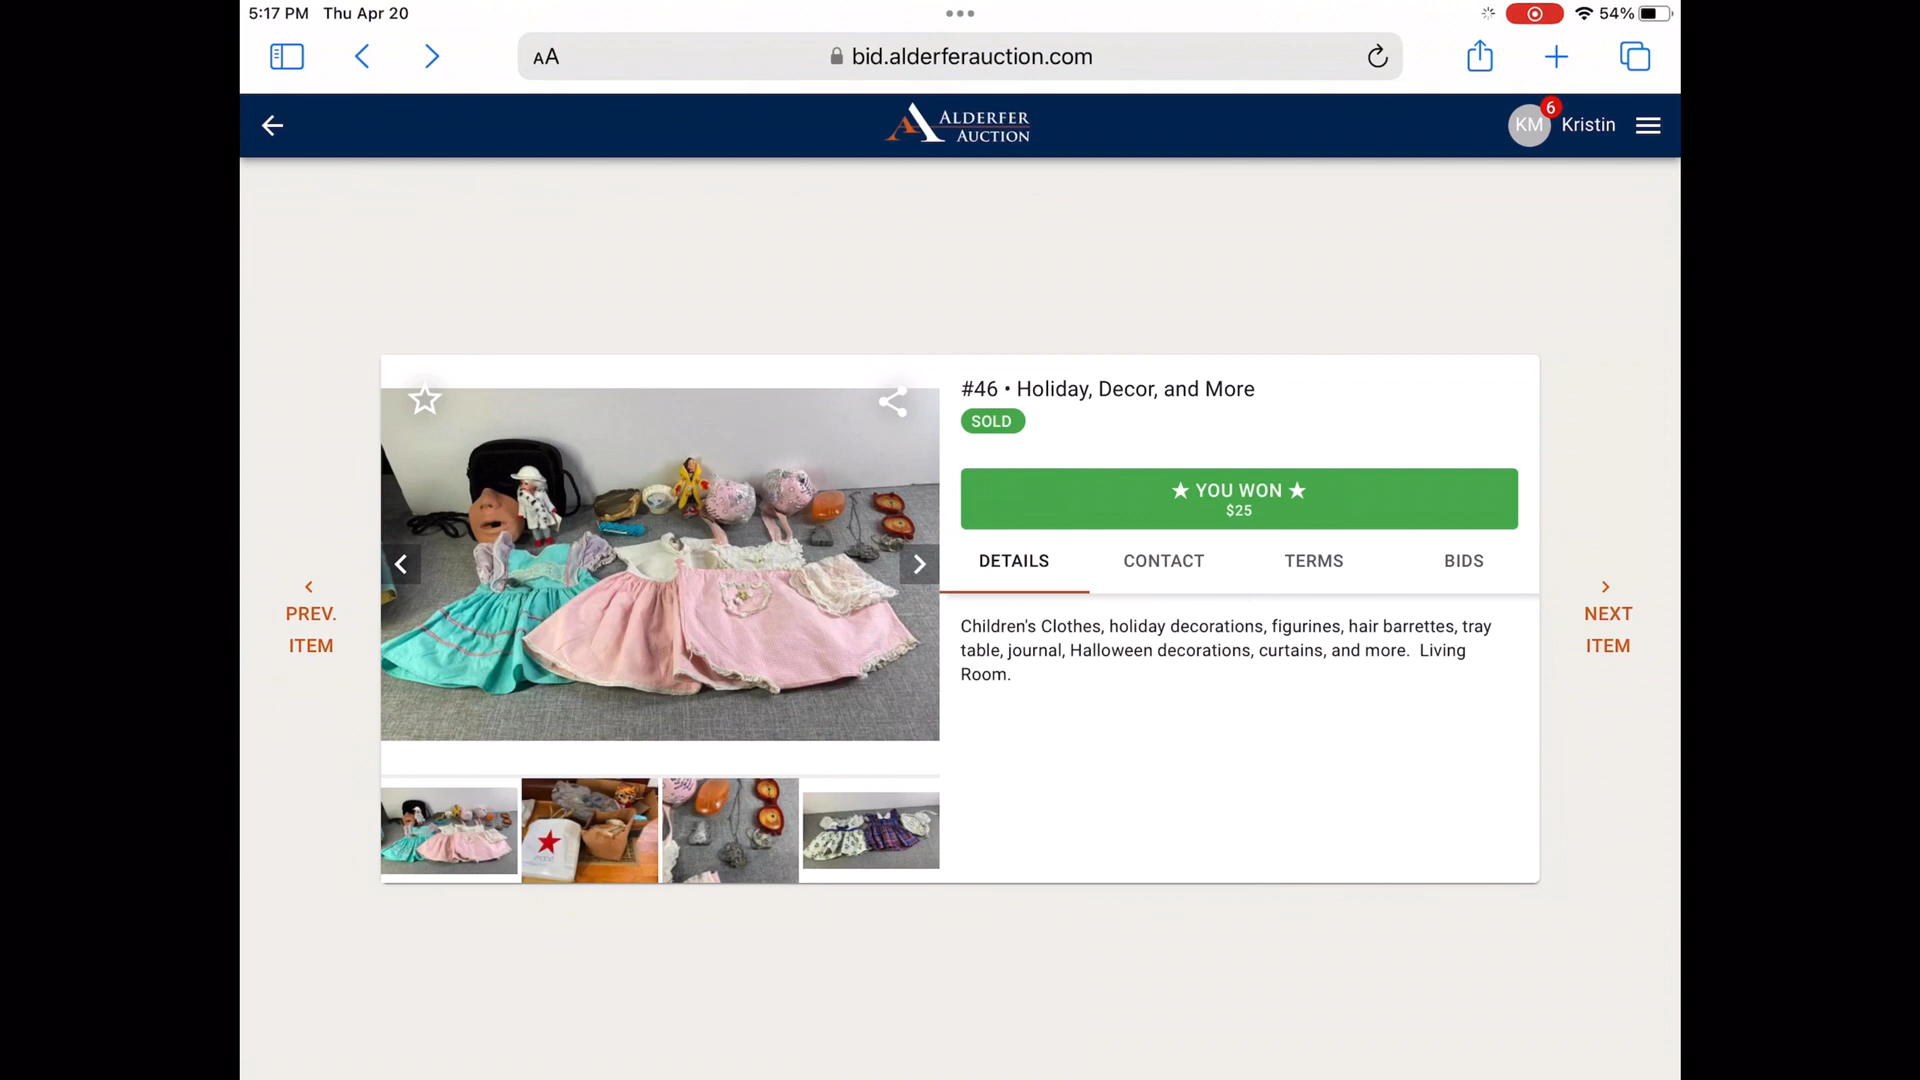 5:17 PM Thu Apr 20
54%
AA
bid.alderferauction.com
ALDERFER
AUCTION
KM
6
Kristin
#46 • Holiday, Decor, and More
SOLD
★ YOU WON ★
$25
DETAILS CONTACT TERMS BIDS
Children's Clothes, holiday decorations, figurines, hair barrettes, tray
table, journal, Halloween decorations, curtains, and more. Living
Room.
PREV.
ITEM
NEXT
ITEM